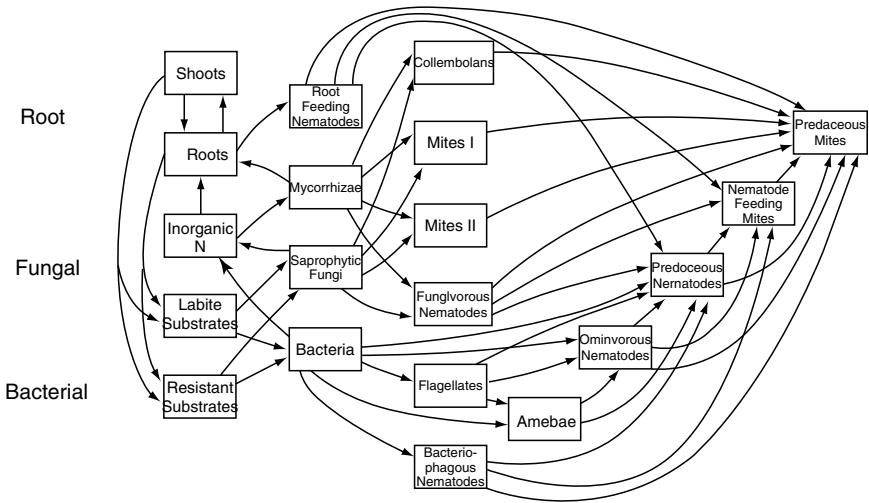 Root
Fungal
Bacterial
Shoots
Roots
Inorganic
N
Labite
Substrates
Resistant
Substrates
Root
Feeding
Nematodes
Mycorrhizae
Saprophytic
Fungi
Bacteria
Collembolans
Mites I
Mites II
Funglvorous
Nematodes
Flagellates
Amebae
Bacterio-
phagous
Nematodes
Ominvorous
Nematodes
Predoceous
Nematodes
Nematode
Feeding
Mites
Predaceous
Mites